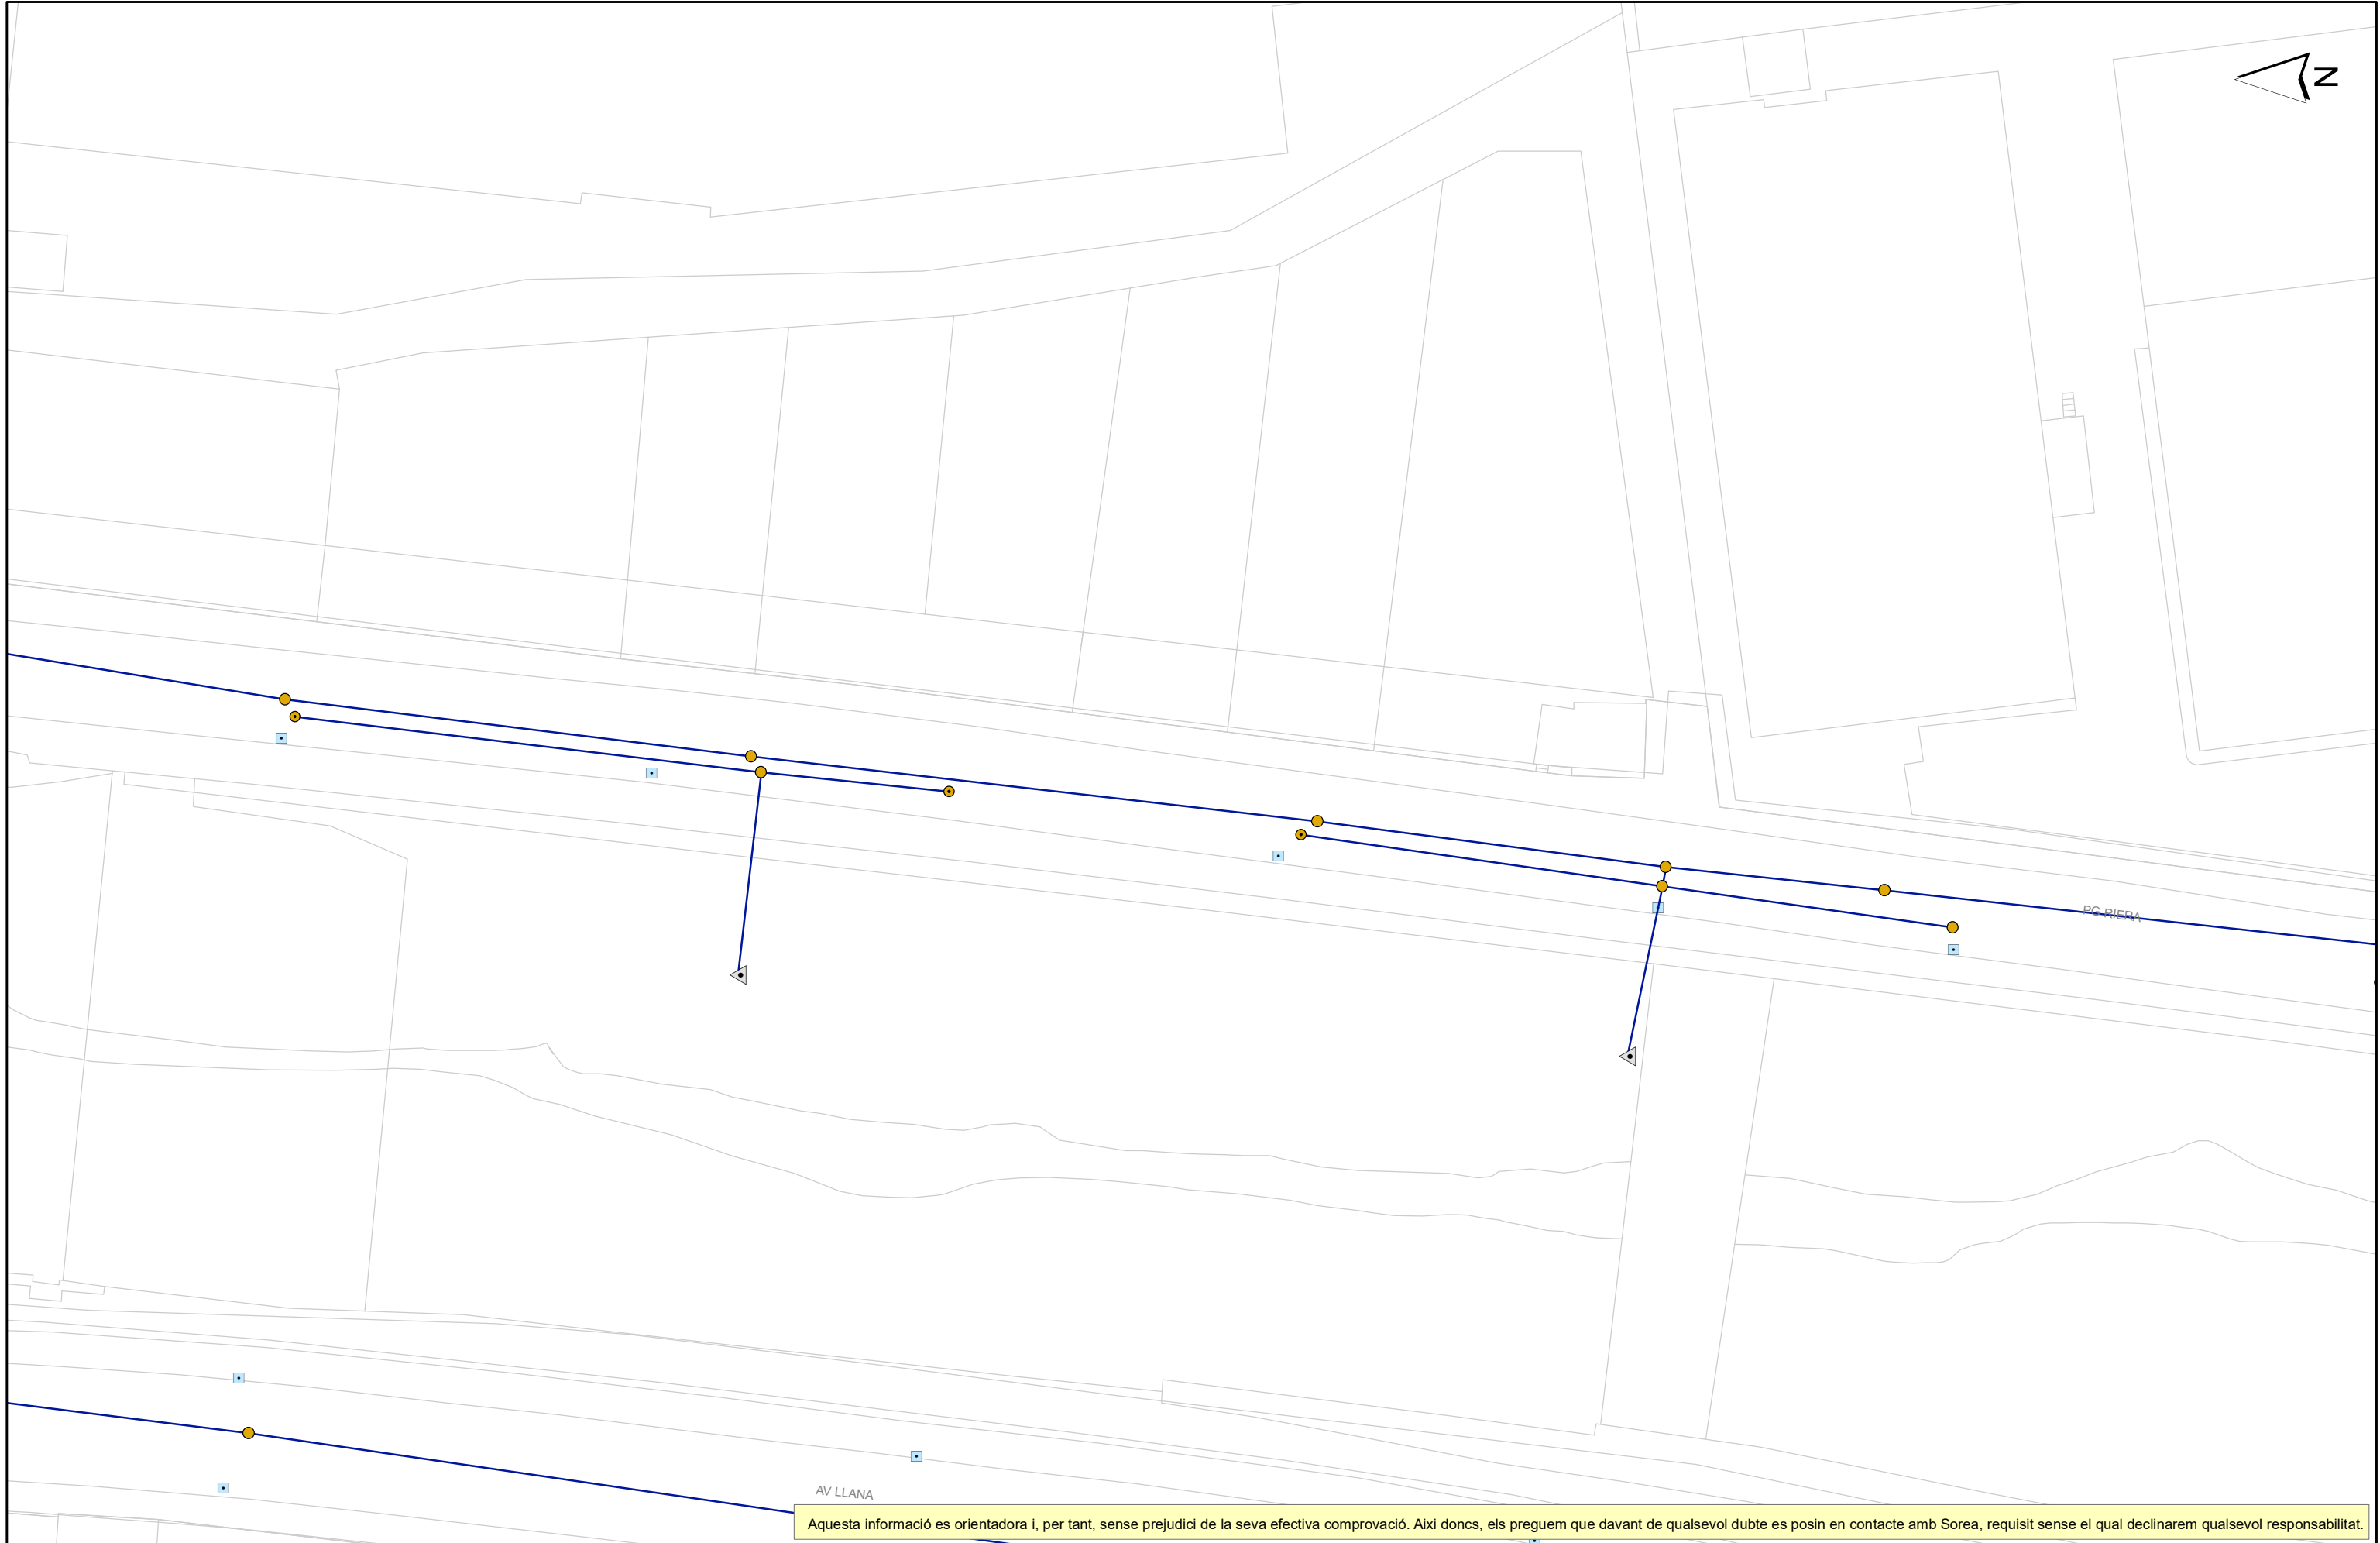 N
PG RIERA
AV LLANA
Aquesta informació es orientadora i, per tant, sense prejudici de la seva efectiva comprovació. Aixi doncs, els preguem que davant de qualsevol dubte es posin en contacte amb Sorea, requisit sense el qual declinarem qualsevol responsabilitat.